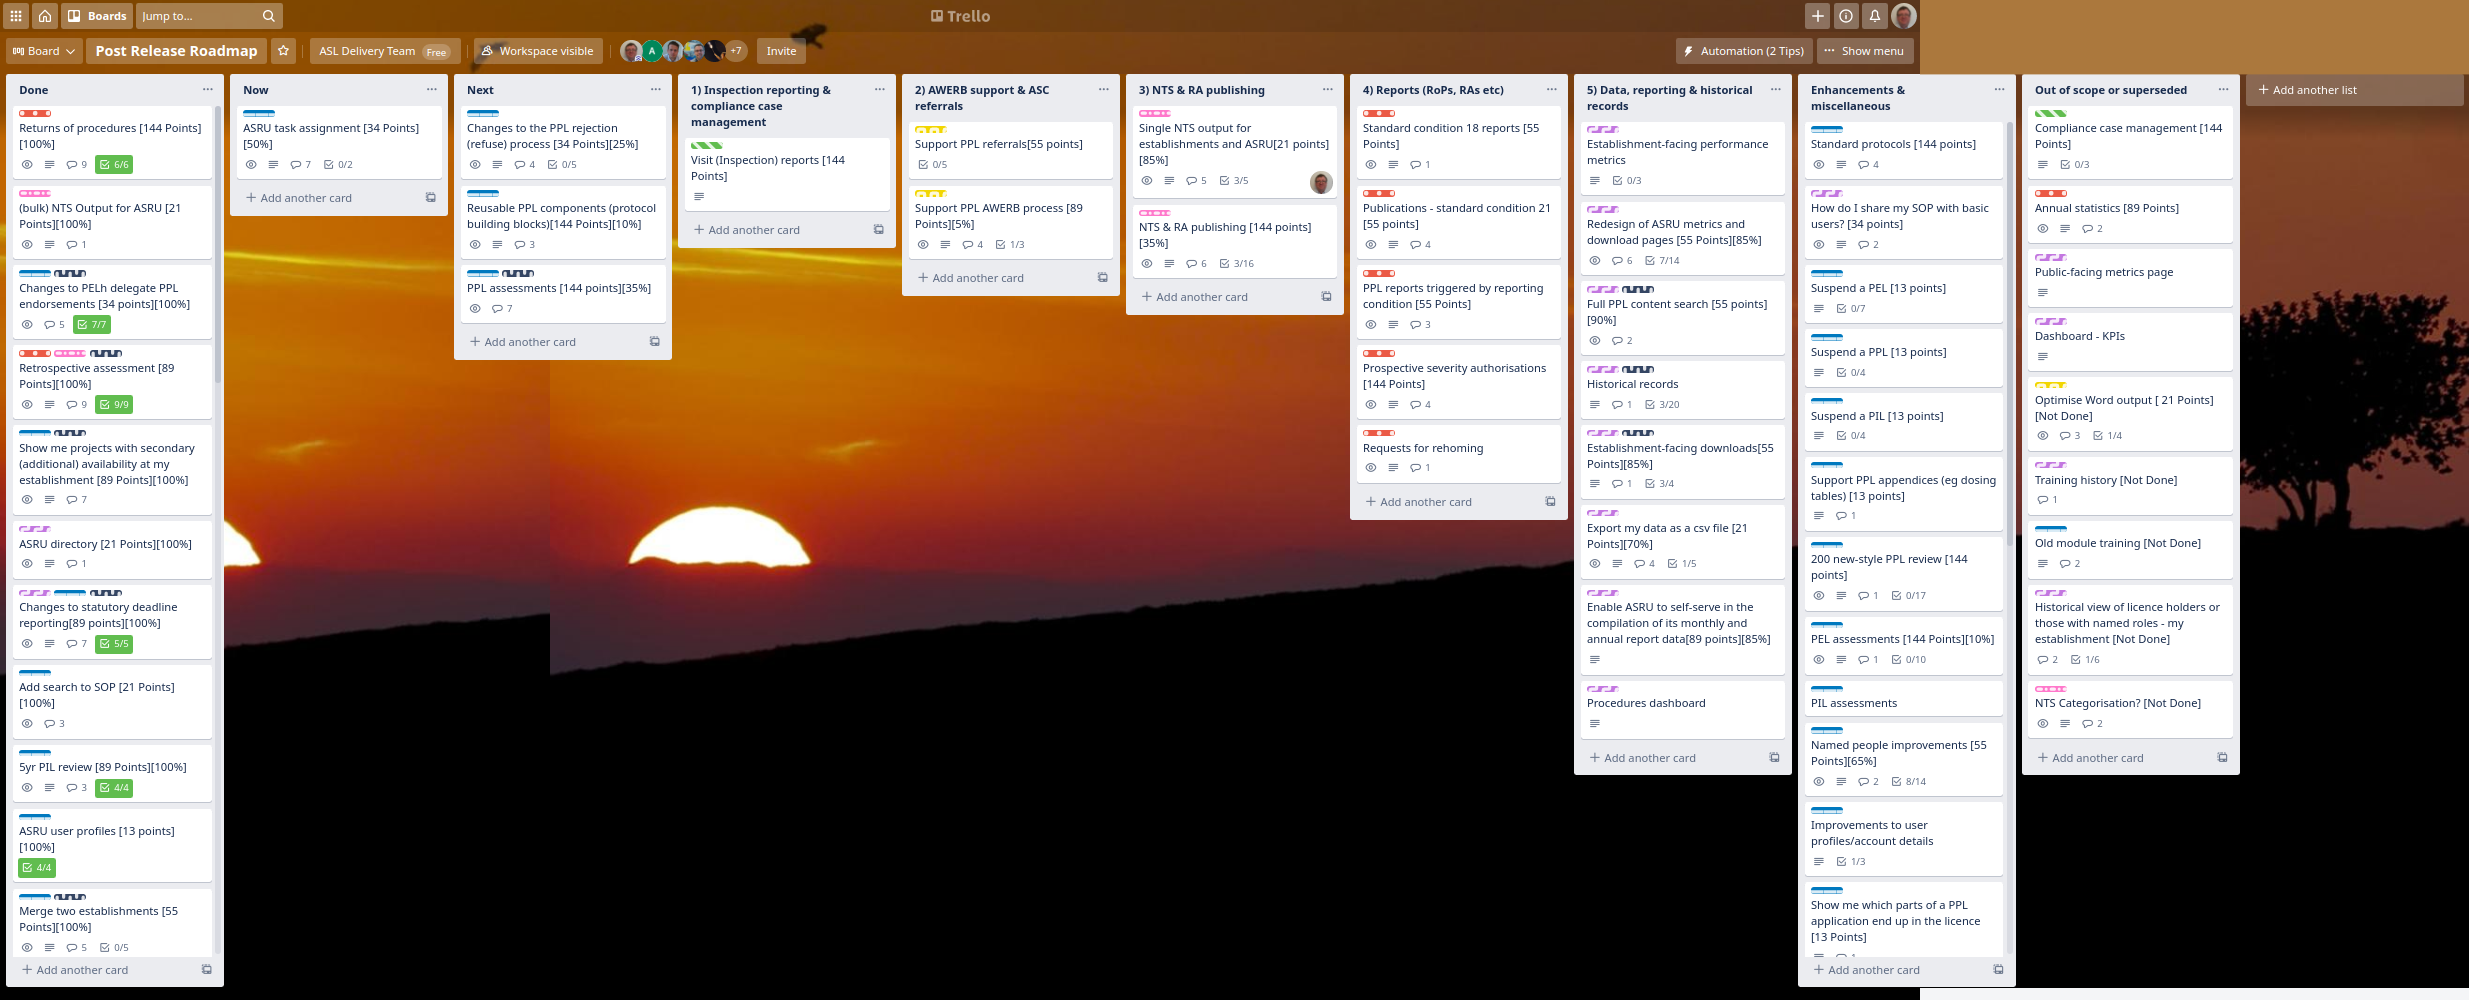 Boards
Jump to...
Trello
Board
Post Release Roadmap
ASL Delivery Team Free
Workspace visible
A
+7
Invite
Automation (2 Tips)
Show menu
Done
Returns of procedures [144 Points]
[100%]
9 6/6
(bulk) NTS Output for ASRU [21
Points][100%]
1
Changes to PELh delegate PPL
endorsements [34 points][100%]
5 7/7
Retrospective assessment [89
Points][100%]
9 9/9
Show me projects with secondary
(additional) availability at my
establishment [89 Points][100%]
7
ASRU directory [21 Points][100%]
1
Changes to statutory deadline
reporting[89 points][100%]
7 5/5
Add search to SOP [21 Points]
[100%]
3
5yr PIL review [89 Points][100%]
3 4/4
ASRU user profiles [13 points]
[100%]
4/4
Merge two establishments [55
Points][100%]
5 0/5
+ Add another card
Now
ASRU task assignment [34 Points]
[50%]
7 0/2
+ Add another card
Next
Changes to the PPL rejection
(refuse) process [34 Points][25%]
4 0/5
Reusable PPL components (protocol
building blocks)[144 Points][10%]
3
PPL assessments [144 points][35%]
7
+ Add another card
1) Inspection reporting &
compliance case
management
Visit (Inspection) reports [144
Points]
+ Add another card
2) AWERB support & ASC
referrals
Support PPL referrals[55 points]
0/5
Support PPL AWERB process [89
Points][5%]
4 1/3
+ Add another card
3) NTS & RA publishing
Single NTS output for
establishments and ASRU[21 points]
[85%]
5 3/5
NTS & RA publishing [144 points]
[35%]
6 3/16
+ Add another card
4) Reports (RoPs, RAs etc)
Standard condition 18 reports [55
Points]
1
Publications - standard condition 21
[55 points]
4
PPL reports triggered by reporting
condition [55 Points]
3
Prospective severity authorisations
[144 Points]
4
Requests for rehoming
1
+ Add another card
5) Data, reporting & historical
records
Establishment-facing performance
metrics
0/3
Redesign of ASRU metrics and
download pages [55 Points][85%]
6 7/14
Full PPL content search [55 points]
[90%]
2
Historical records
1 3/20
Establishment-facing downloads[55
Points][85%]
1 3/4
Export my data as a csv file [21
Points][70%]
4 1/5
Enable ASRU to self-serve in the
compilation of its monthly and
annual report data[89 points][85%]
Procedures dashboard
+ Add another card
Enhancements &
miscellaneous
Standard protocols [144 points]
4
How do I share my SOP with basic
users? [34 points]
2
Suspend a PEL [13 points]
0/7
Suspend a PPL [13 points]
0/4
Suspend a PIL [13 points]
0/4
Support PPL appendices (eg dosing
tables) [13 points]
1
200 new-style PPL review [144
points]
1 0/17
PEL assessments [144 Points][10%]
1 0/10
PIL assessments
Named people improvements [55
Points][65%]
2 8/14
Improvements to user
profiles/account details
1/3
Show me which parts of a PPL
application end up in the licence
[13 Points]
+ Add another card
Out of scope or superseded
Compliance case management [144
Points]
0/3
Annual statistics [89 Points]
2
Public-facing metrics page
Dashboard - KPIs
Optimise Word output [ 21 Points]
[Not Done]
3 1/4
Training history [Not Done]
1
Old module training [Not Done]
2
Historical view of licence holders or
those with named roles - my
establishment [Not Done]
2 1/6
NTS Categorisation? [Not Done]
2
+ Add another card
+ Add another list